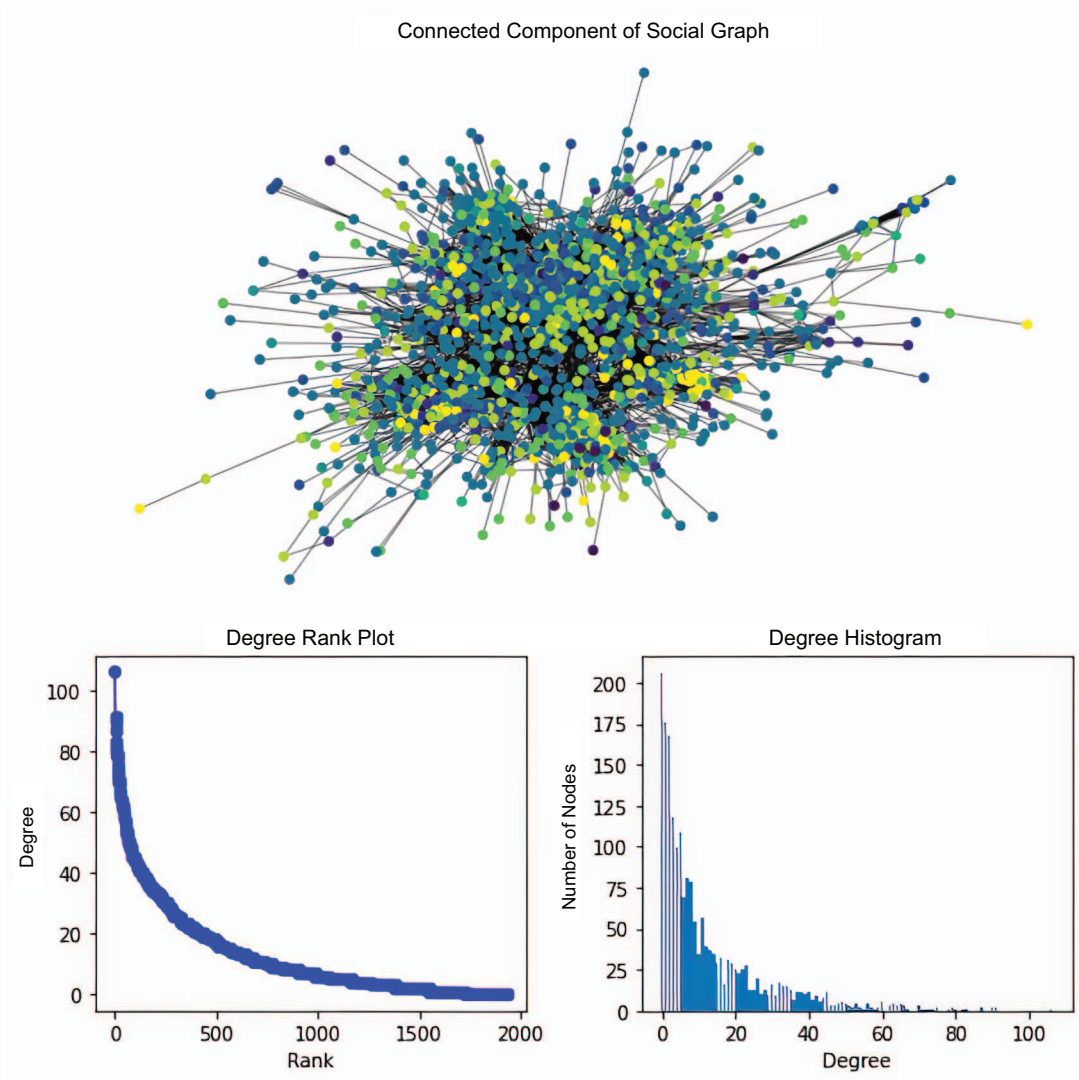 Connected Component of Social Graph
Degree Rank Plot
Degree
100
80
60
40
20
0
0 500 1000 1500 2000
Rank
Degree Histogram
Number of Nodes
200
175
150
125
100
75
50
25
0
0 20 40 60 80 100
Degree